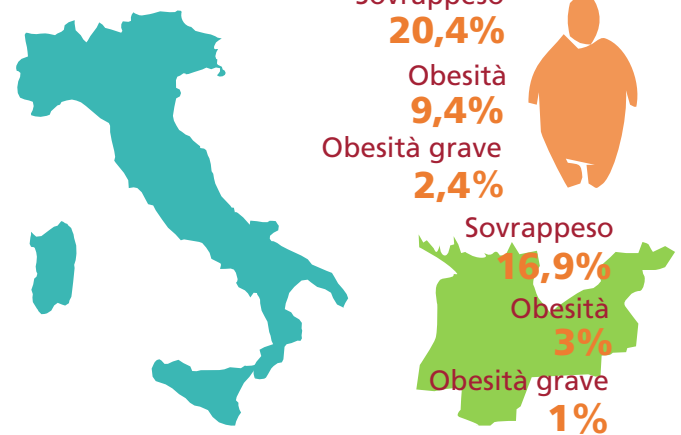 Sovrappeso
20,4%
Obesità
9,4%
Obesità grave
2,4%
Sovrappeso
16,9%
Obesità
3%
Obesità grave
1%